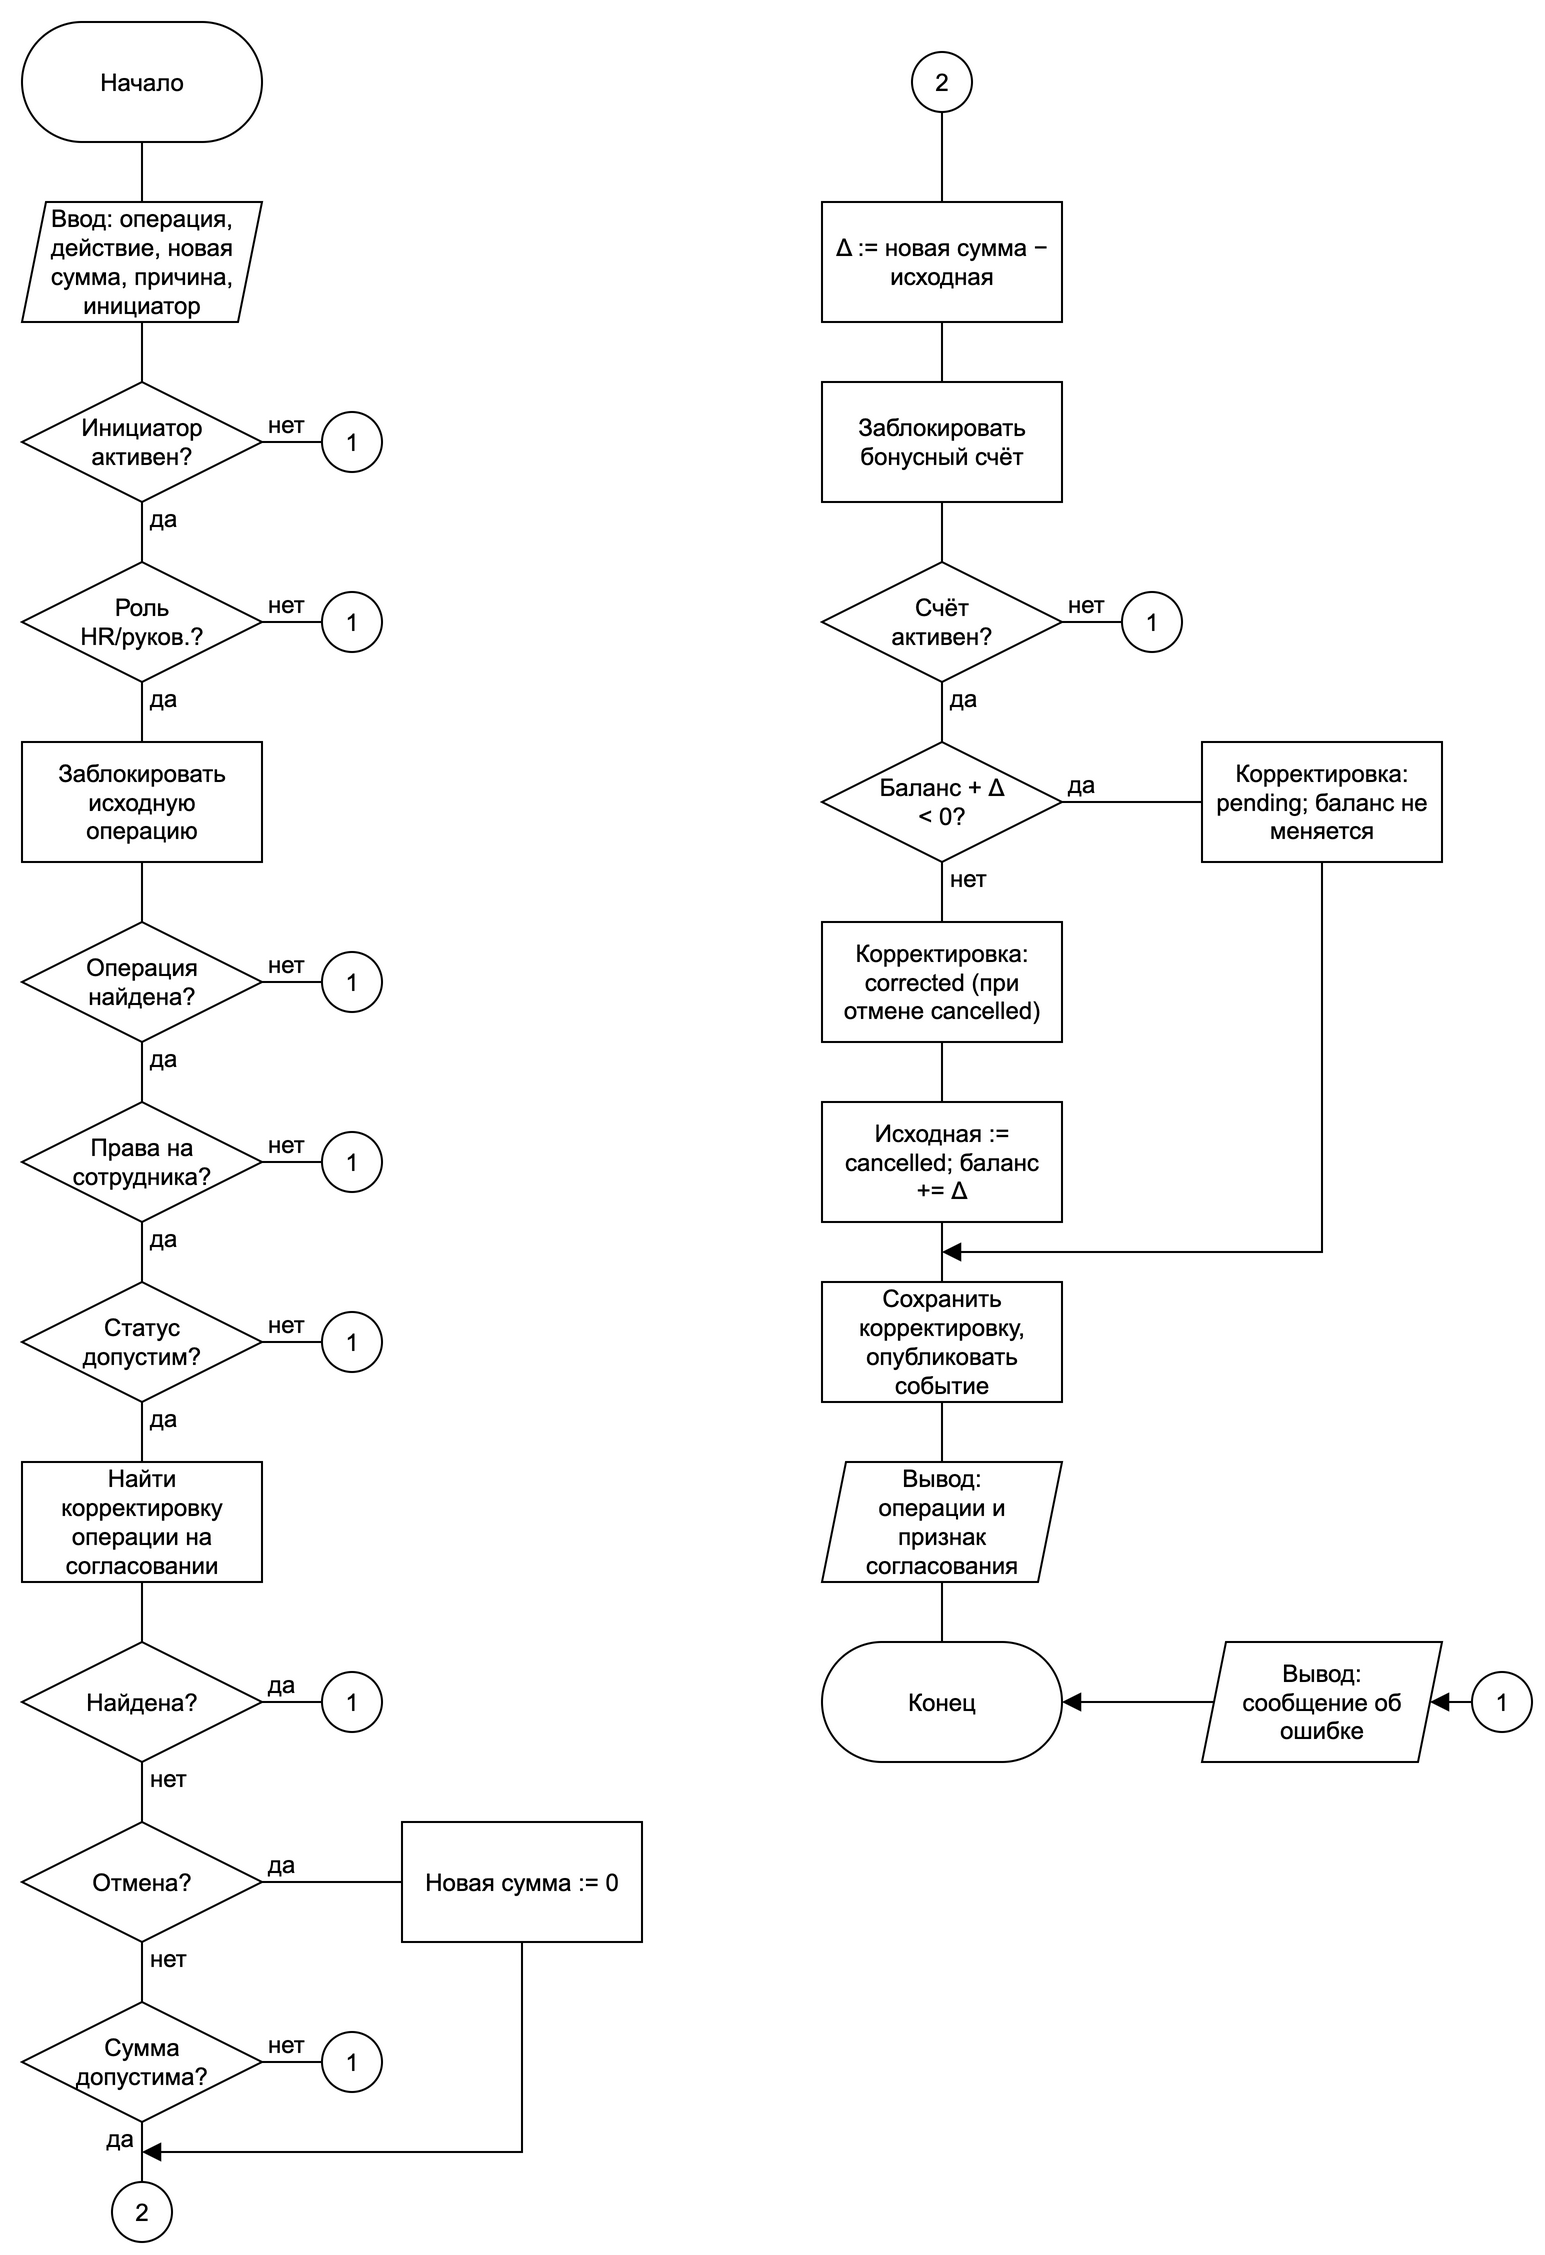 Начало
Ввод: операция,
действие, новая
сумма, причина,
инициатор
Инициатор
активен?
нет
1
да
Роль
HR/руков.?
нет
1
да
Заблокировать
исходную
операцию
Операция
найдена?
нет
1
да
Права на
сотрудника?
нет
1
да
Статус
допустим?
нет
1
да
Найти
корректировку
операции на
согласовании
Найдена?
да
1
нет
Отмена?
да
Новая сумма := 0
нет
Сумма
допустима?
нет
1
да
2
2
Δ := новая сумма −
исходная
Заблокировать
бонусный счёт
Счёт
активен?
нет
1
да
Баланс + Δ
< 0?
да
Корректировка:
pending; баланс не
меняется
нет
Корректировка:
corrected (при
отмене cancelled)
Исходная :=
cancelled; баланс
+= Δ
Сохранить
корректировку,
опубликовать
событие
Вывод:
операции и
признак
согласования
Конец
Вывод:
сообщение об
ошибке
1